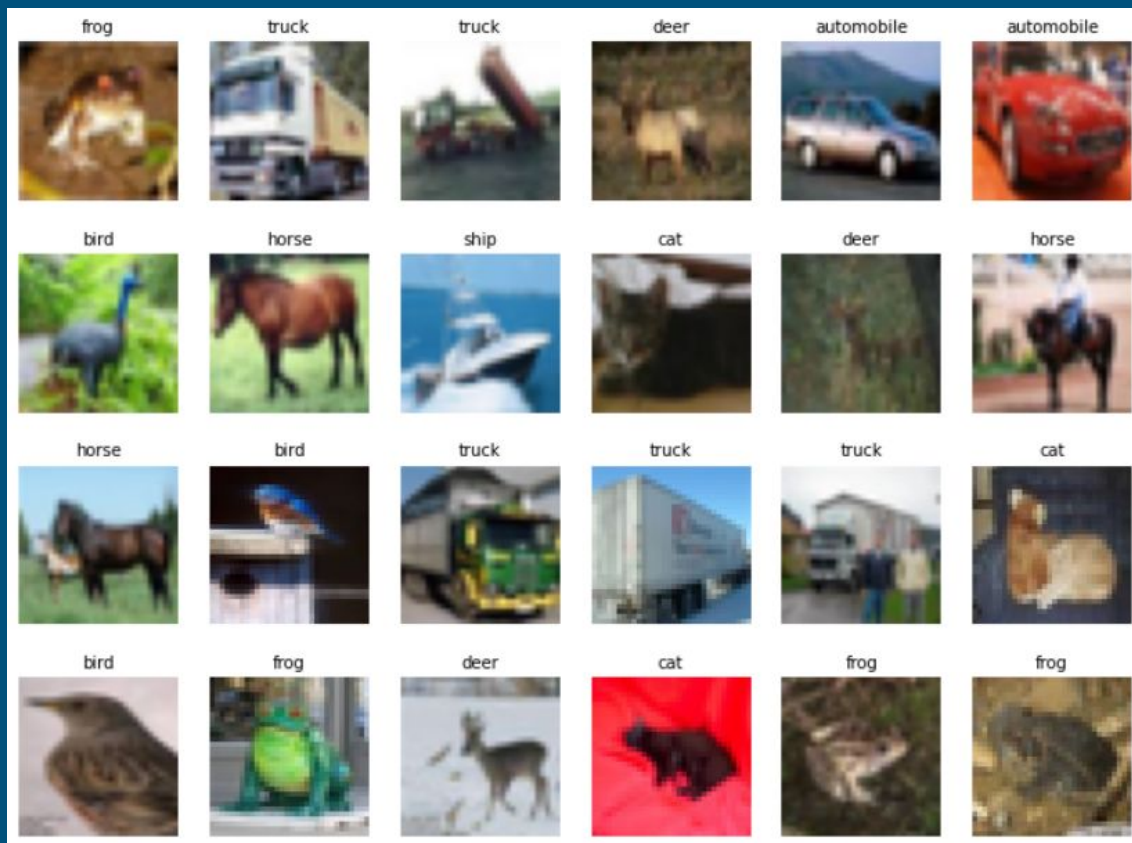 frog truck truck deer automobile automobile
bird horse ship cat deer horse
horse bird truck truck truck cat
bird frog deer cat frog frog